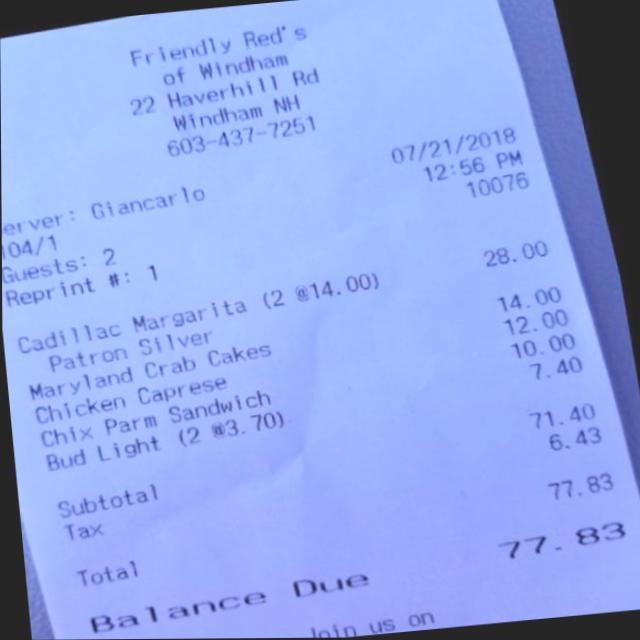 Friendly Red's
of Windham
22 Haverhill Rd
Windham NH
603-437-7251
erver: Giancarlo 07/21/2018
104/1 12:56 PM
Guests: 2 10076
Reprint #: 1
Cadillac Margarita (2 @14.00) 28.00
Patron Silver
Maryland Crab Cakes 14.00
Chicken Caprese 12.00
Chix Parm Sandwich 10.00
Bud Light (2 @3.70) 7.40
Subtotal 71.40
Tax 6.43
Total 77.83
Balance Due 77.83
Join us on